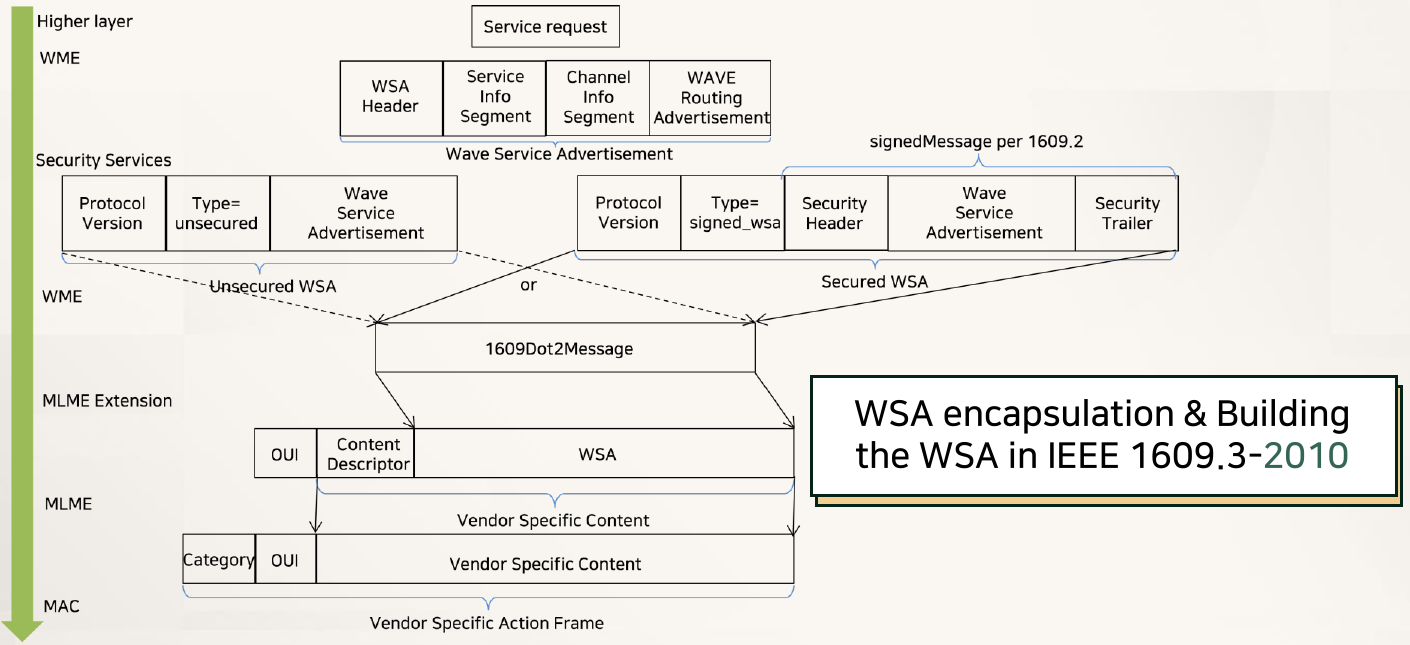 Higher layer
Service request
WME
WSA
Header
Service
Info
Segment
Channel
Info
Segment
WAVE
Routing
Advertisement
Wave Service Advertisement
signedMessage per 1609.2
Security Services
Protocol
Version
Type=
unsecured
Wave
Service
Advertisement
Protocol
Version
Type=
signed_wsa
Security
Header
Wave
Service
Advertisement
Security
Trailer
Unsecured WSA
or
Secured WSA
WME
1609Dot2Message
MLME Extension
WSA encapsulation & Building
the WSA in IEEE 1609.3-2010
OUI
Content
Descriptor
WSA
MLME
Vendor Specific Content
Category
OUI
Vendor Specific Content
MAC
Vendor Specific Action Frame